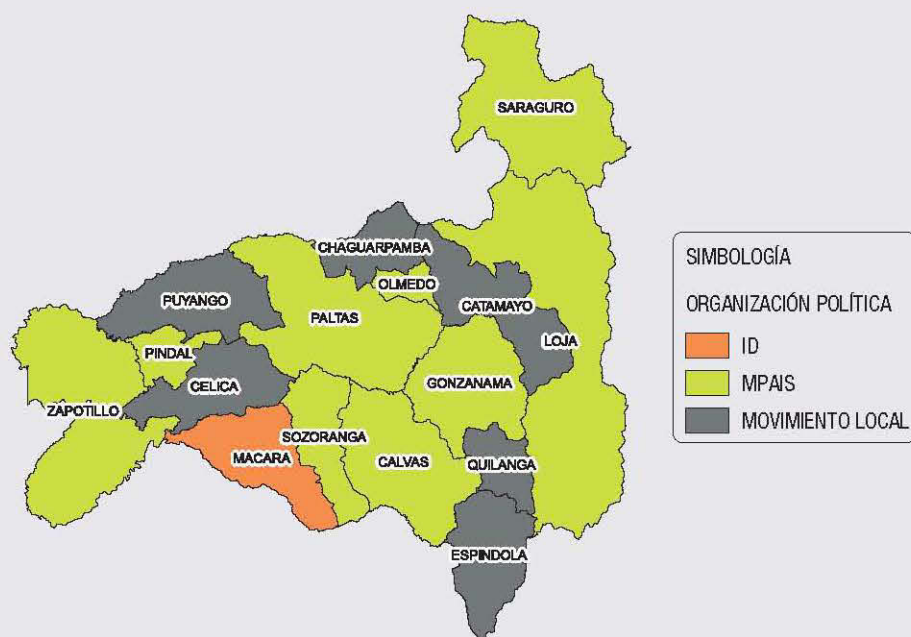 SARAGURO
CHAGUARPAMBA
OLMEDO
PUYANGO
CATAMAYO
PALTAS
LOJA
PINDAL
GONZANAMA
CELICA
ZAPOTILLO
SOZORANGA
MACARA
CALVAS
QUILANGA
ESPINDOLA
SIMBOLOGÍA
ORGANIZACIÓN POLÍTICA
ID
MPAIS
MOVIMIENTO LOCAL